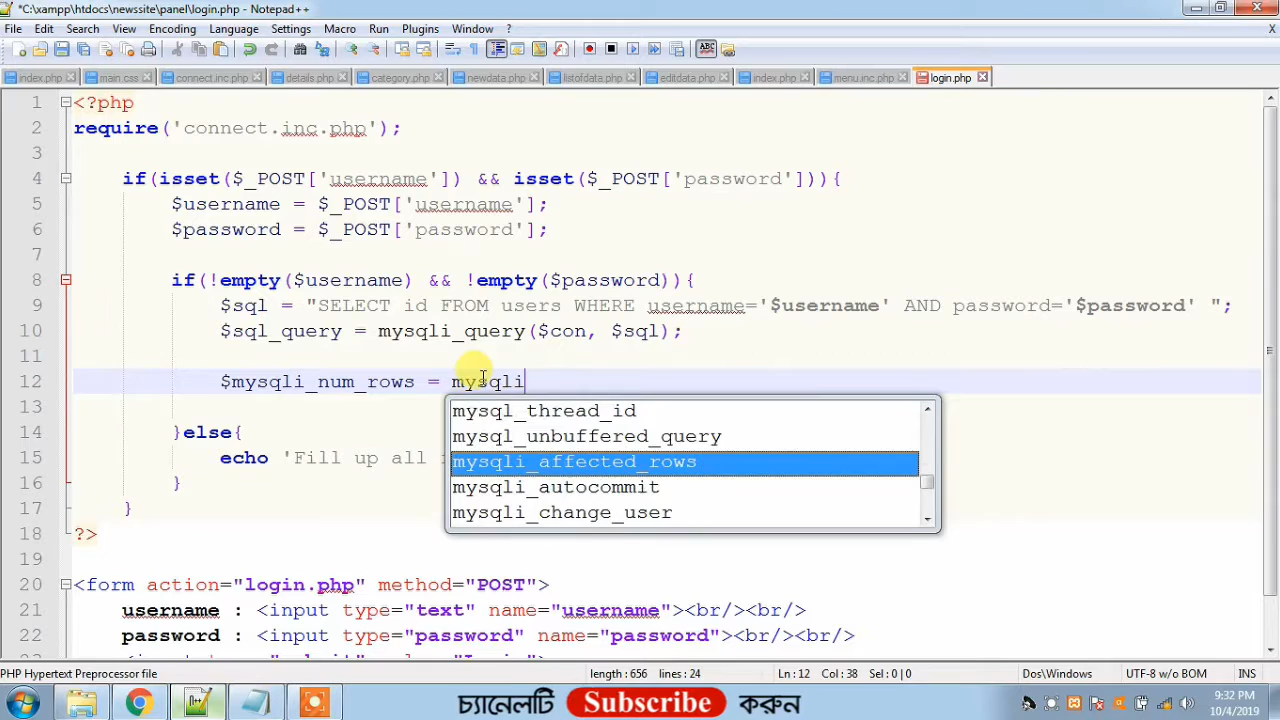 *C:\xampp\htdocs\newssite\panel\login.php - Notepad++
File Edit Search View Encoding Language Settings Macro Run Plugins Window ? X
index.php main.css connect.inc.php details.php category.php newdata.php listofdata.php editdata.php index.php menu.inc.php login.php
1 <?php
2 require('connect.inc.php');
3
4 if(isset($_POST['username']) && isset($_POST['password'])){
5 $username = $_POST['username'];
6 $password = $_POST['password'];
7
8 if(!empty($username) && !empty($password)){
9 $sql = "SELECT id FROM users WHERE username='$username' AND password='$password' ";
10 $sql_query = mysqli_query($con, $sql);
11
12 $mysqli_num_rows = mysqli
mysql_thread_id
mysql_unbuffered_query
mysqli_affected_rows
mysqli_autocommit
mysqli_change_user
13
14 }else{
15 echo 'Fill up all
16 }
17 }
18 ?>
19
20 <form action="login.php" method="POST">
21 username : <input type="text" name="username"><br/><br/>
22 password : <input type="password" name="password"><br/><br/>
PHP Hypertext Preprocessor file length : 656 lines : 24 Ln : 12 Col : 38 Sel : 0 | 0 Dos\Windows UTF-8 w/o BOM INS
চ্যানেলটি Subscribe করুন
9:32 PM
10/4/2019